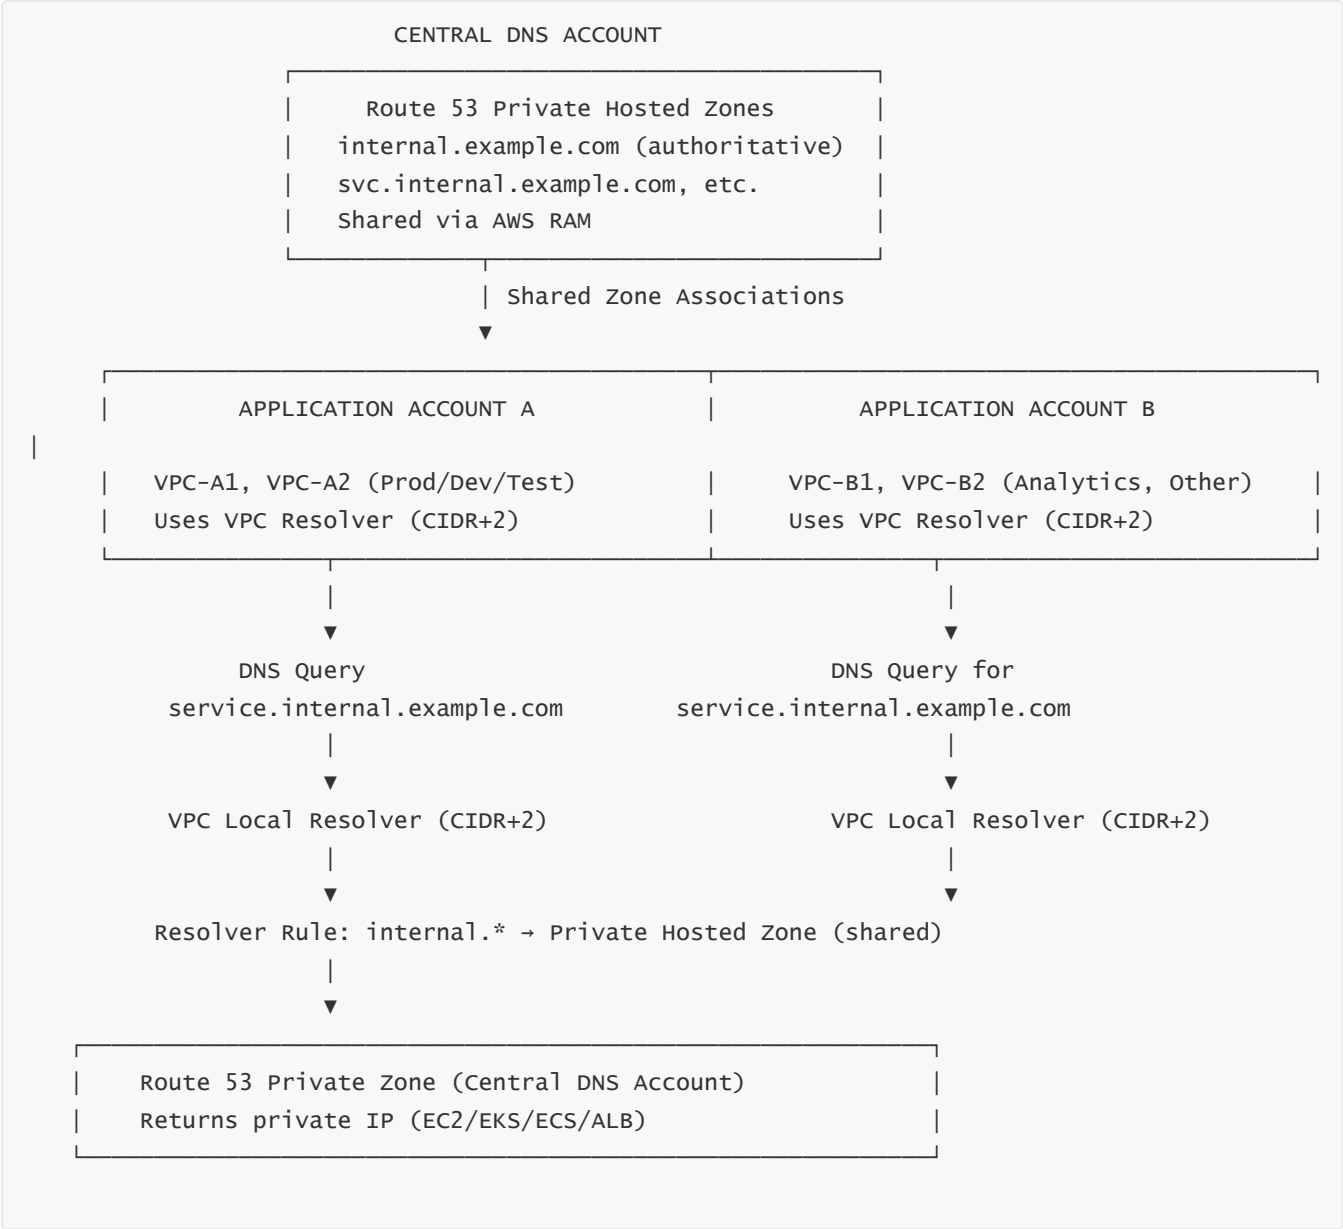 CENTRAL DNS ACCOUNT
Route 53 Private Hosted Zones
internal.example.com (authoritative)
svc.internal.example.com, etc.
Shared via AWS RAM
Shared Zone Associations
APPLICATION ACCOUNT A APPLICATION ACCOUNT B
VPC-A1, VPC-A2 (Prod/Dev/Test) VPC-B1, VPC-B2 (Analytics, Other)
Uses VPC Resolver (CIDR+2) Uses VPC Resolver (CIDR+2)
DNS Query DNS Query for
service.internal.example.com service.internal.example.com
VPC Local Resolver (CIDR+2) VPC Local Resolver (CIDR+2)
Resolver Rule: internal.* → Private Hosted Zone (shared)
Route 53 Private Zone (Central DNS Account)
Returns private IP (EC2/EKS/ECS/ALB)